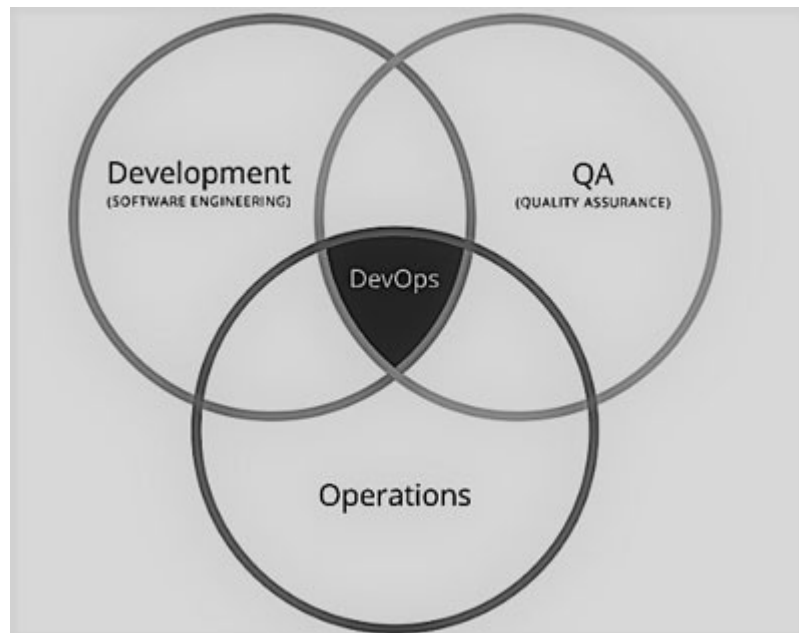 Development
(SOFTWARE ENGINEERING)
QA
(QUALITY ASSURANCE)
DevOps
Operations